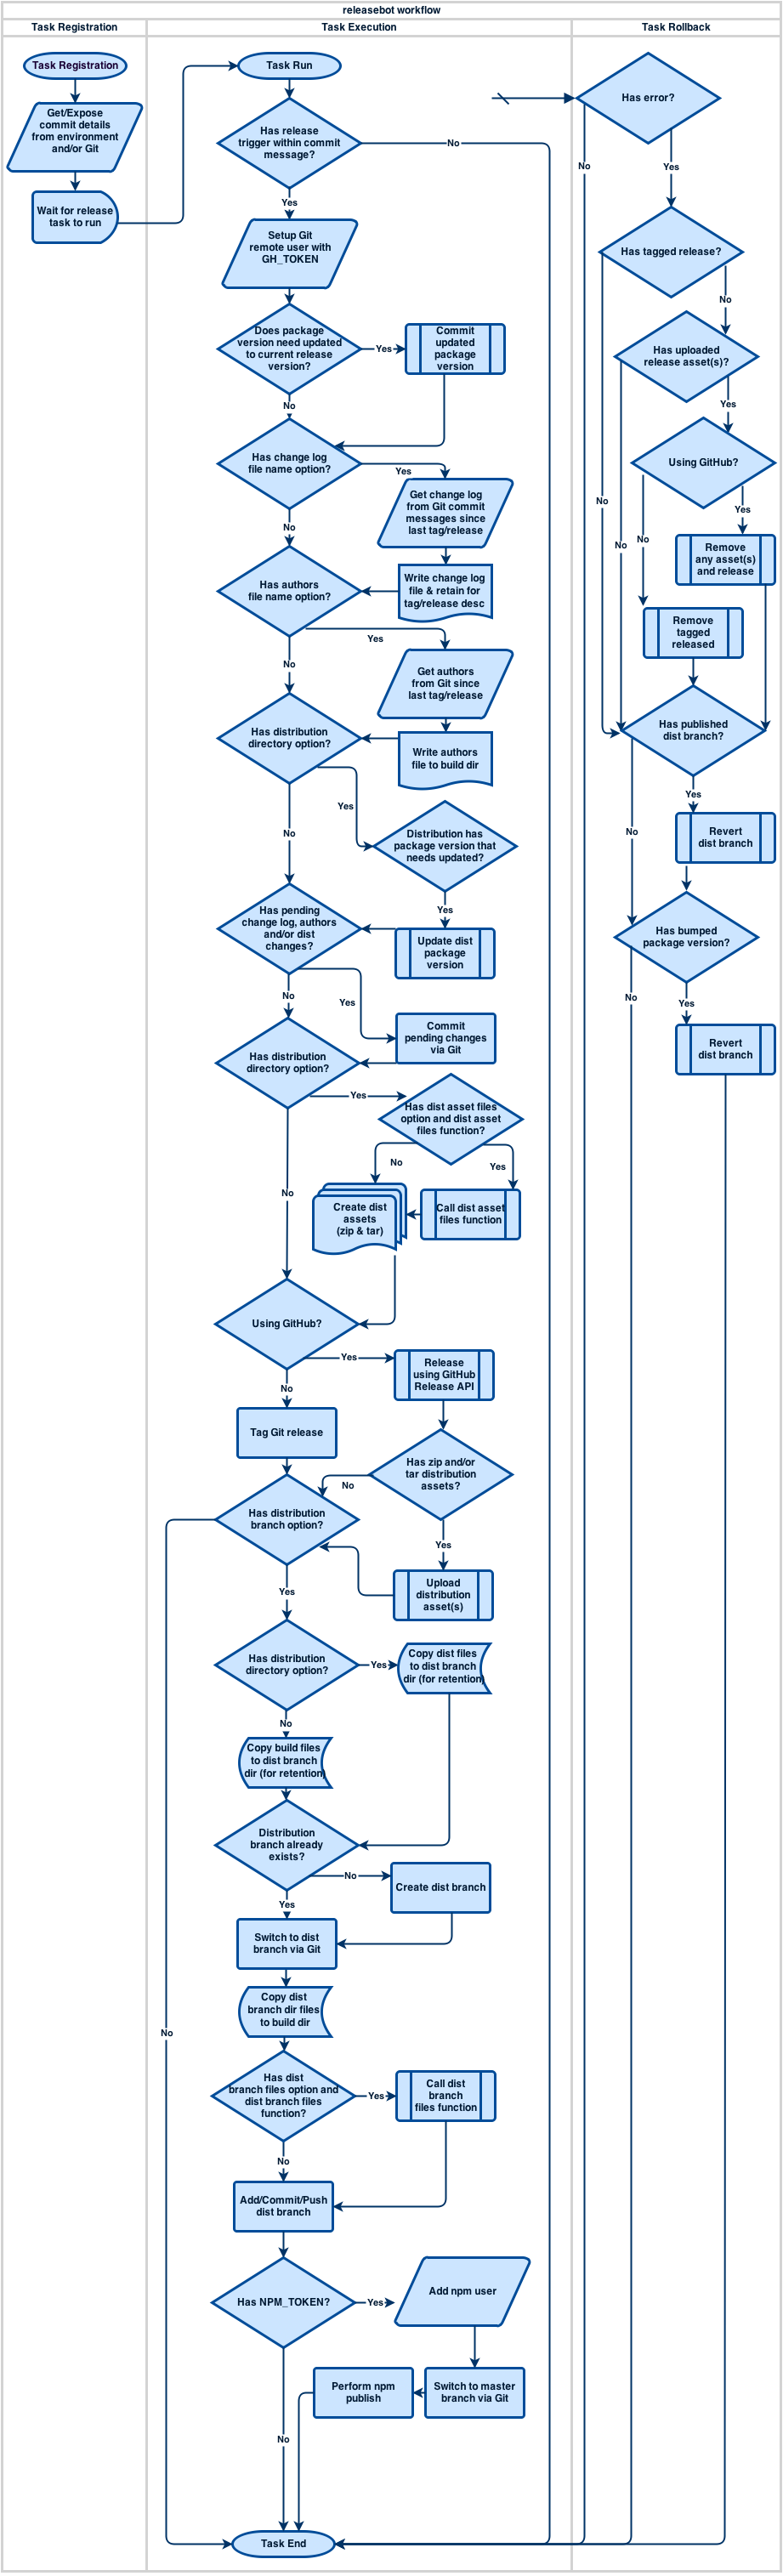 releasebot workflow
Task Registration
Task Execution
Task Rollback
Task Registration
Get/Expose
commit details
from environment
and/or Git
Wait for release
task to run
Task Run
Has release
trigger within commit
message?
No
Yes
Setup Git
remote user with
GH_TOKEN
Does package
version need updated
to current release
version?
Yes
Commit
updated
package
version
No
Has change log
file name option?
Yes
Get change log
from Git commit
messages since
last tag/release
No
Write change log
file & retain for
tag/release desc
Has authors
file name option?
Yes
Get authors
from Git since
last tag/release
No
Write authors
file to build dir
Has distribution
directory option?
Yes
No
Distribution has
package version that
needs updated?
Yes
Update dist
package
version
Has pending
change log, authors
and/or dist
changes?
No
Yes
Commit
pending changes
via Git
Has distribution
directory option?
Yes
Has dist asset files
option and dist asset
files function?
No
Yes
No
Create dist
assets
(zip & tar)
Call dist asset
files function
Using GitHub?
Yes
Release
using GitHub
Release API
No
Tag Git release
Has zip and/or
tar distribution
assets?
No
Yes
Upload
distribution
asset(s)
Has distribution
branch option?
Yes
No
Has distribution
directory option?
Yes
Copy dist files
to dist branch
dir (for retention)
No
Copy build files
to dist branch
dir (for retention)
Distribution
branch already
exists?
No
Create dist branch
Yes
Switch to dist
branch via Git
Copy dist
branch dir files
to build dir
Has dist
branch files option and
dist branch files
function?
Yes
Call dist
branch
files function
No
Add/Commit/Push
dist branch
Has NPM_TOKEN?
Yes
Add npm user
Switch to master
branch via Git
Perform npm
publish
No
Task End
Has error?
No
Yes
Has tagged release?
No
No
Has uploaded
release asset(s)?
No
Yes
Using GitHub?
No
Yes
Remove
any asset(s)
and release
Remove
tagged
released
Has published
dist branch?
Yes
No
Revert
dist branch
Has bumped
package version?
No
Yes
Revert
dist branch